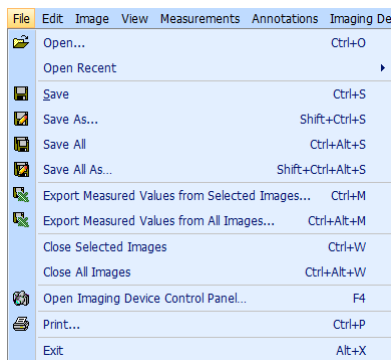 File Edit Image View Measurements Annotations Imaging De
Open... Ctrl+O
Open Recent
Save Ctrl+S
Save As... Shift+Ctrl+S
Save All Ctrl+Alt+S
Save All As... Shift+Ctrl+Alt+S
Export Measured Values from Selected Images... Ctrl+M
Export Measured Values from All Images... Ctrl+Alt+M
Close Selected Images Ctrl+W
Close All Images Ctrl+Alt+W
Open Imaging Device Control Panel... F4
Print... Ctrl+P
Exit Alt+X